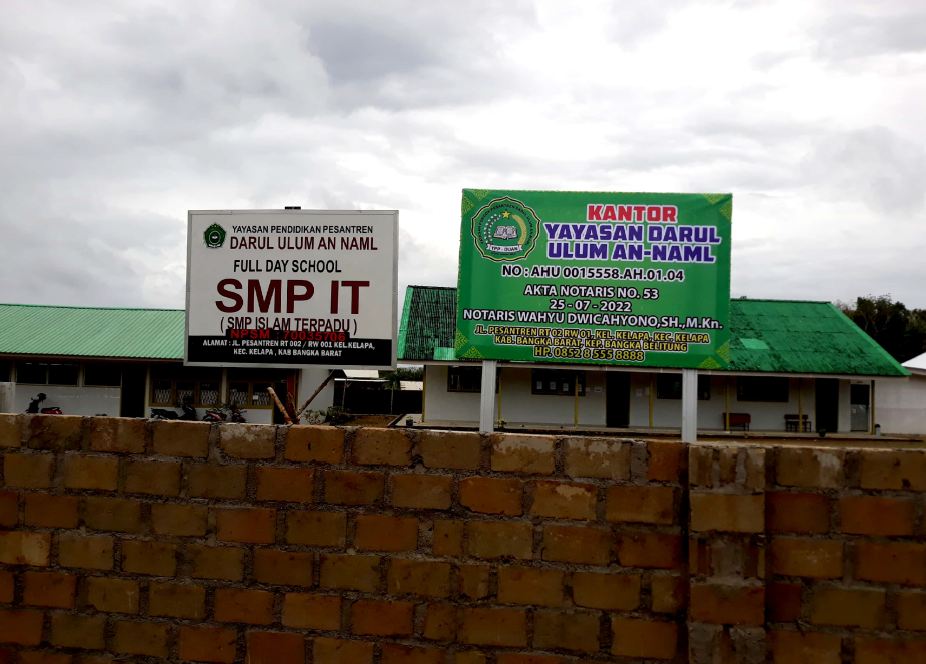 YAYASAN PENDIDIKAN PESANTREN
DARUL ULUM AN NAML
FULL DAY SCHOOL
SMP IT
( SMP ISLAM TERPADU )
ALAMAT : JL. PESANTREN RT 002 / RW 001 KEL.KELAPA,
KEC. KELAPA , KAB BANGKA BARAT
KANTOR
YAYASAN DARUL
ULUM AN-NAML
NO : AHU 0015558.AH.01.04
AKTA NOTARIS NO. 53
25 - 07 - 2022
NOTARIS WAHYU DWICAHYONO,SH.,M.Kn.
JL. PESANTREN RT 02 RW 01, KEL. KELAPA, KEC. KELAPA
KAB. BANGKA BARAT, KEP. BANGKA BELITUNG
HP. 0852 8 555 8888
YPP - DUAN